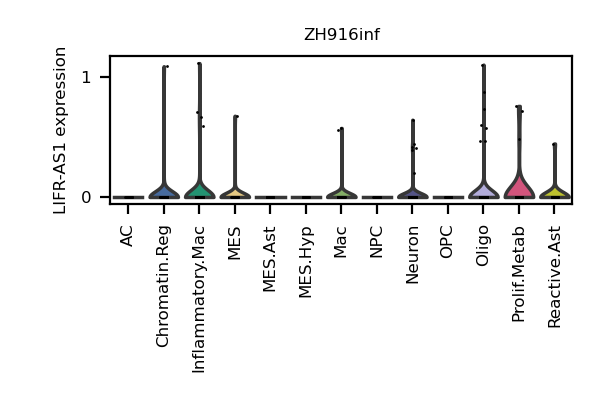 ZH916inf
LIFR-AS1 expression
1
0
AC
Chromatin.Reg
Inflammatory.Mac
MES
MES.Ast
MES.Hyp
Mac
NPC
Neuron
OPC
Oligo
Prolif.Metab
Reactive.Ast